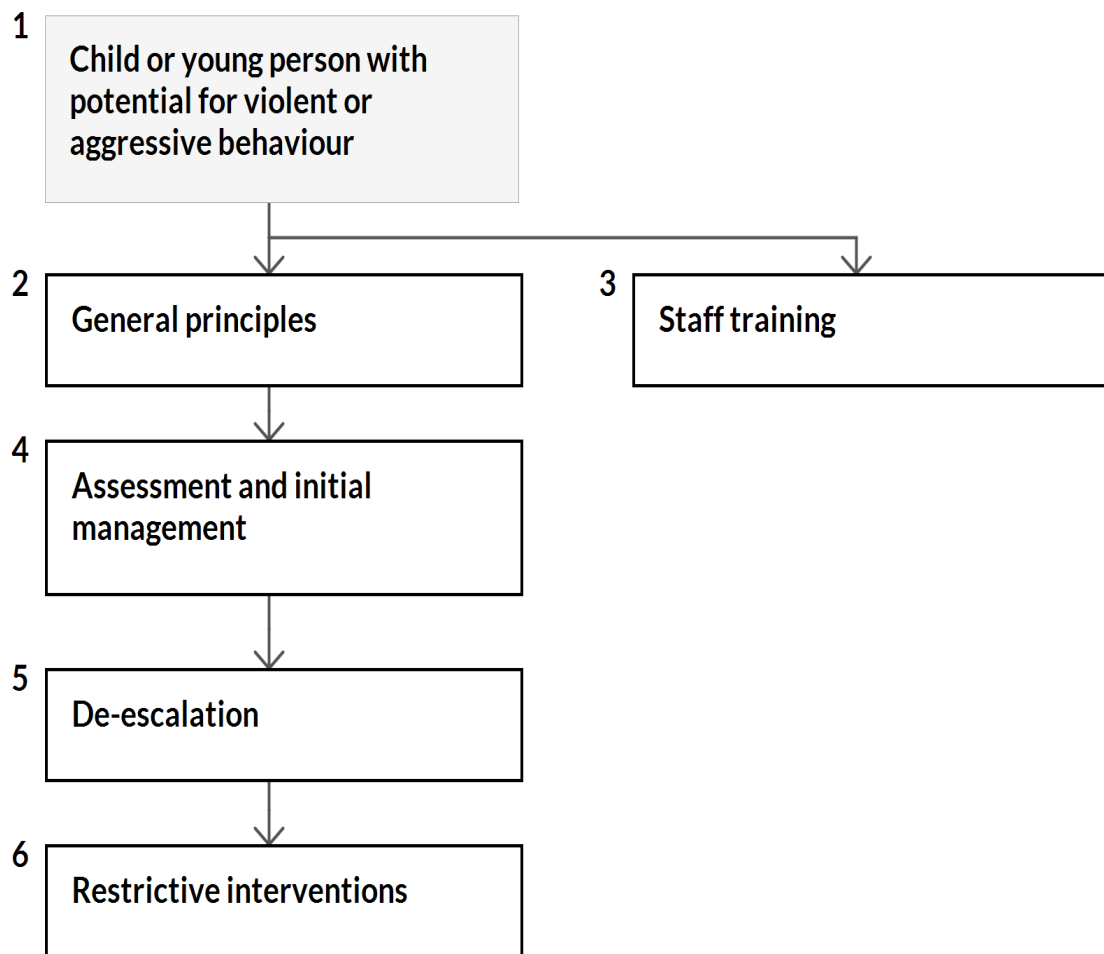 1
Child or young person with
potential for violent or
aggressive behaviour
2
General principles
3
Staff training
4
Assessment and initial
management
5
De-escalation
6
Restrictive interventions